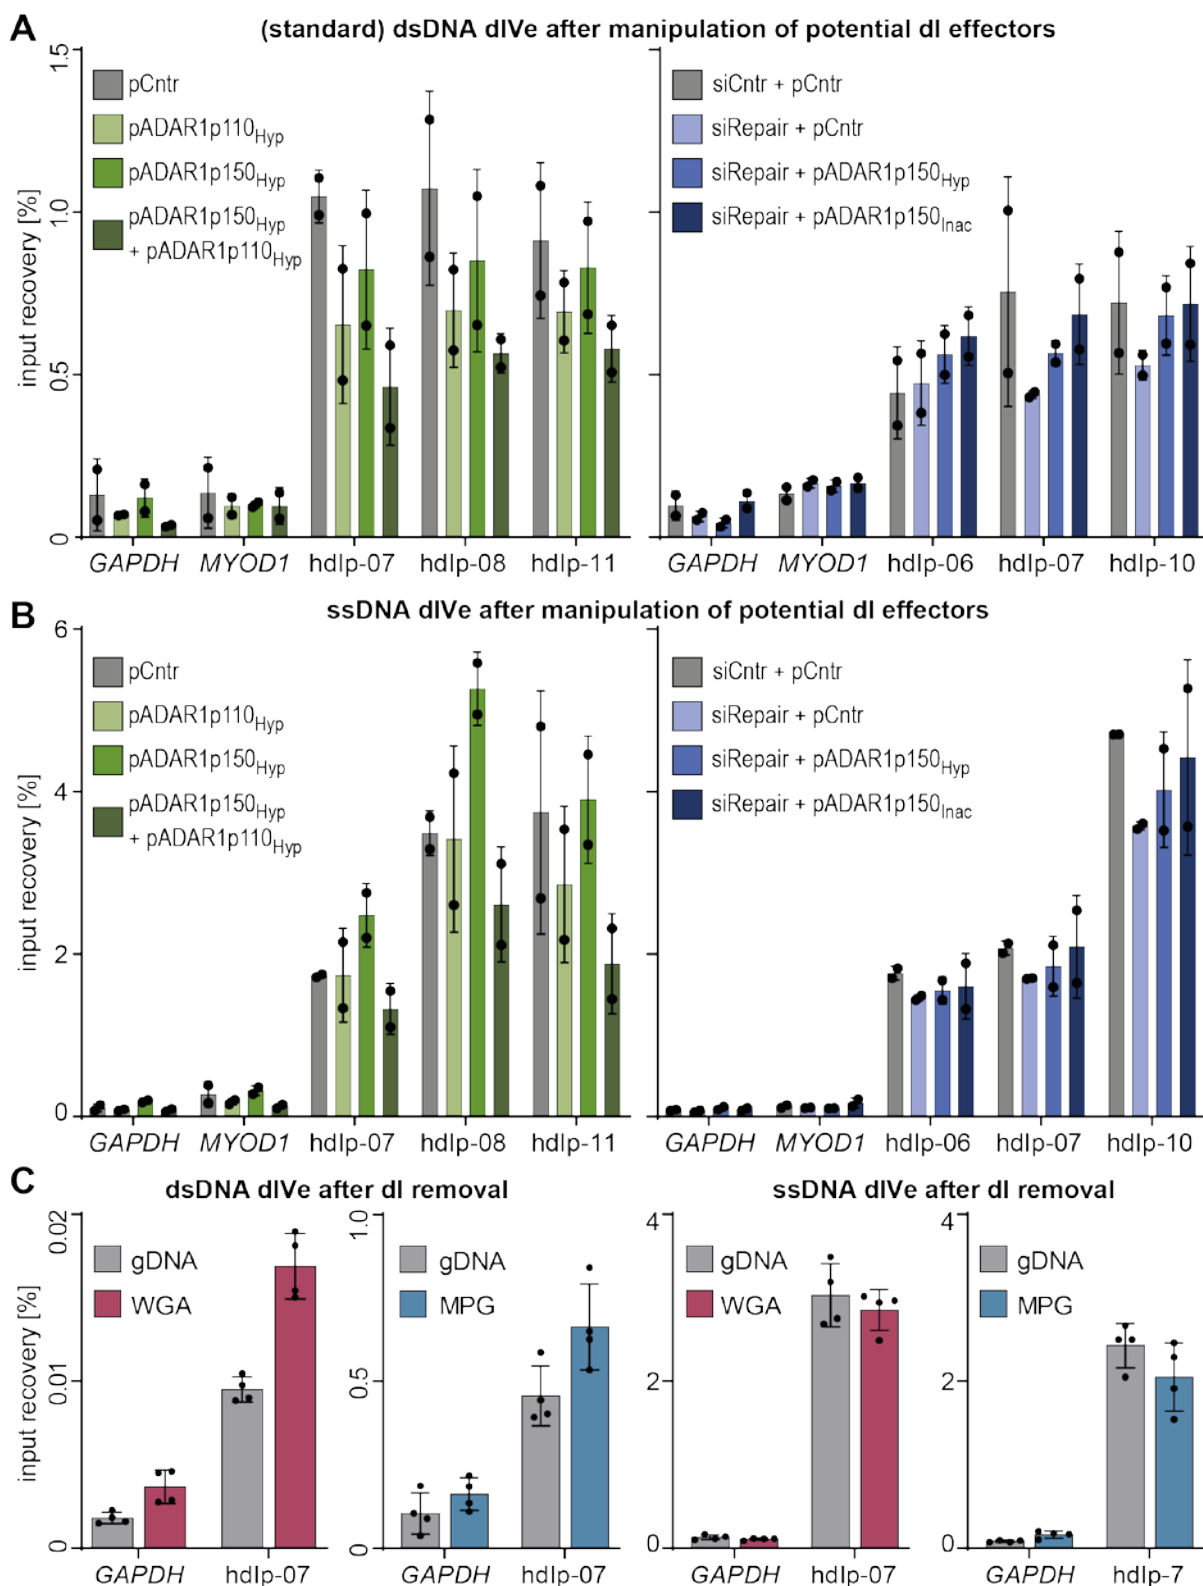 A
(standard) dsDNA dIVe after manipulation of potential dI effectors
input recovery [%]
1.5
1.0
0.5
0
pCntr
pADAR1p110Hyp
pADAR1p150Hyp
pADAR1p150Hyp
+ pADAR1p110Hyp
GAPDH MYOD1 hdIp-07 hdIp-08 hdIp-11
siCntr + pCntr
siRepair + pCntr
siRepair + pADAR1p150Hyp
siRepair + pADAR1p150Inac
GAPDH MYOD1 hdIp-06 hdIp-07 hdIp-10
B
ssDNA dIVe after manipulation of potential dI effectors
input recovery [%]
6
4
2
0
pCntr
pADAR1p110Hyp
pADAR1p150Hyp
pADAR1p150Hyp
+ pADAR1p110Hyp
GAPDH MYOD1 hdIp-07 hdIp-08 hdIp-11
siCntr + pCntr
siRepair + pCntr
siRepair + pADAR1p150Hyp
siRepair + pADAR1p150Inac
GAPDH MYOD1 hdIp-06 hdIp-07 hdIp-10
C
dsDNA dIVe after dI removal
input recovery [%]
0.02
0.01
0
gDNA
WGA
GAPDH hdIp-07
1.0
0.5
0
gDNA
MPG
GAPDH hdIp-07
ssDNA dIVe after dI removal
4
2
0
gDNA
WGA
GAPDH hdIp-07
4
2
0
gDNA
MPG
GAPDH hdIp-7